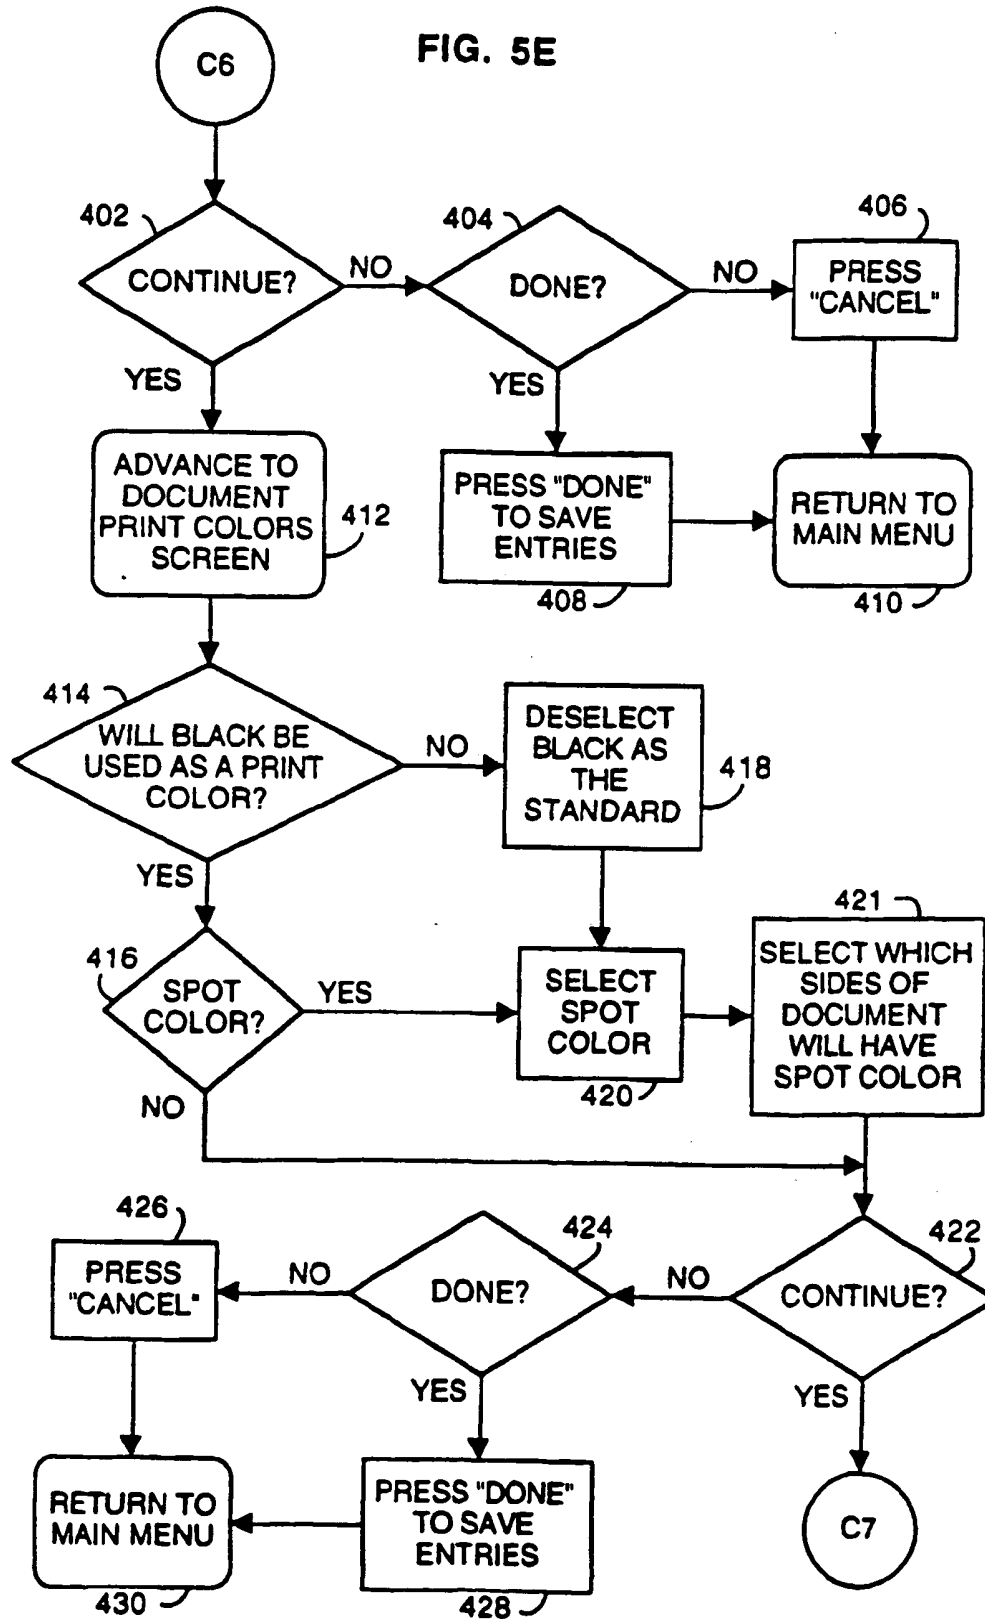 FIG. 5E
C6
402
CONTINUE?
NO
YES
404
DONE?
NO
YES
406
PRESS
"CANCEL"
ADVANCE TO
DOCUMENT
PRINT COLORS
SCREEN
412
PRESS "DONE"
TO SAVE
ENTRIES
408
RETURN TO
MAIN MENU
410
414
WILL BLACK BE
USED AS A PRINT
COLOR?
NO
YES
DESELECT
BLACK AS
THE
STANDARD
418
416
SPOT
COLOR?
YES
NO
SELECT
SPOT
COLOR
420
421
SELECT WHICH
SIDES OF
DOCUMENT
WILL HAVE
SPOT COLOR
422
CONTINUE?
NO
YES
424
DONE?
NO
YES
426
PRESS
"CANCEL"
RETURN TO
MAIN MENU
430
PRESS "DONE"
TO SAVE
ENTRIES
428
C7